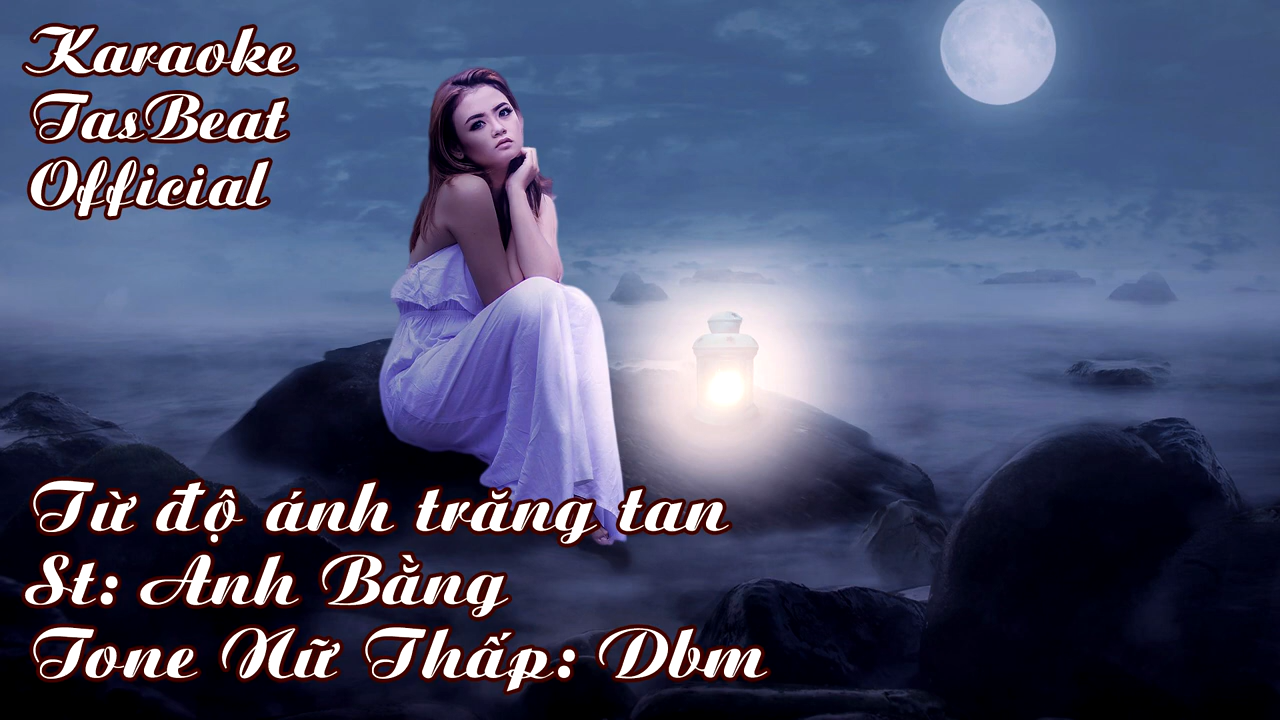 Karaoke
TasBeat
Official
Từ độ ánh trăng tan
St: Anh Bằng
Tone Nữ Thấp: Dbm